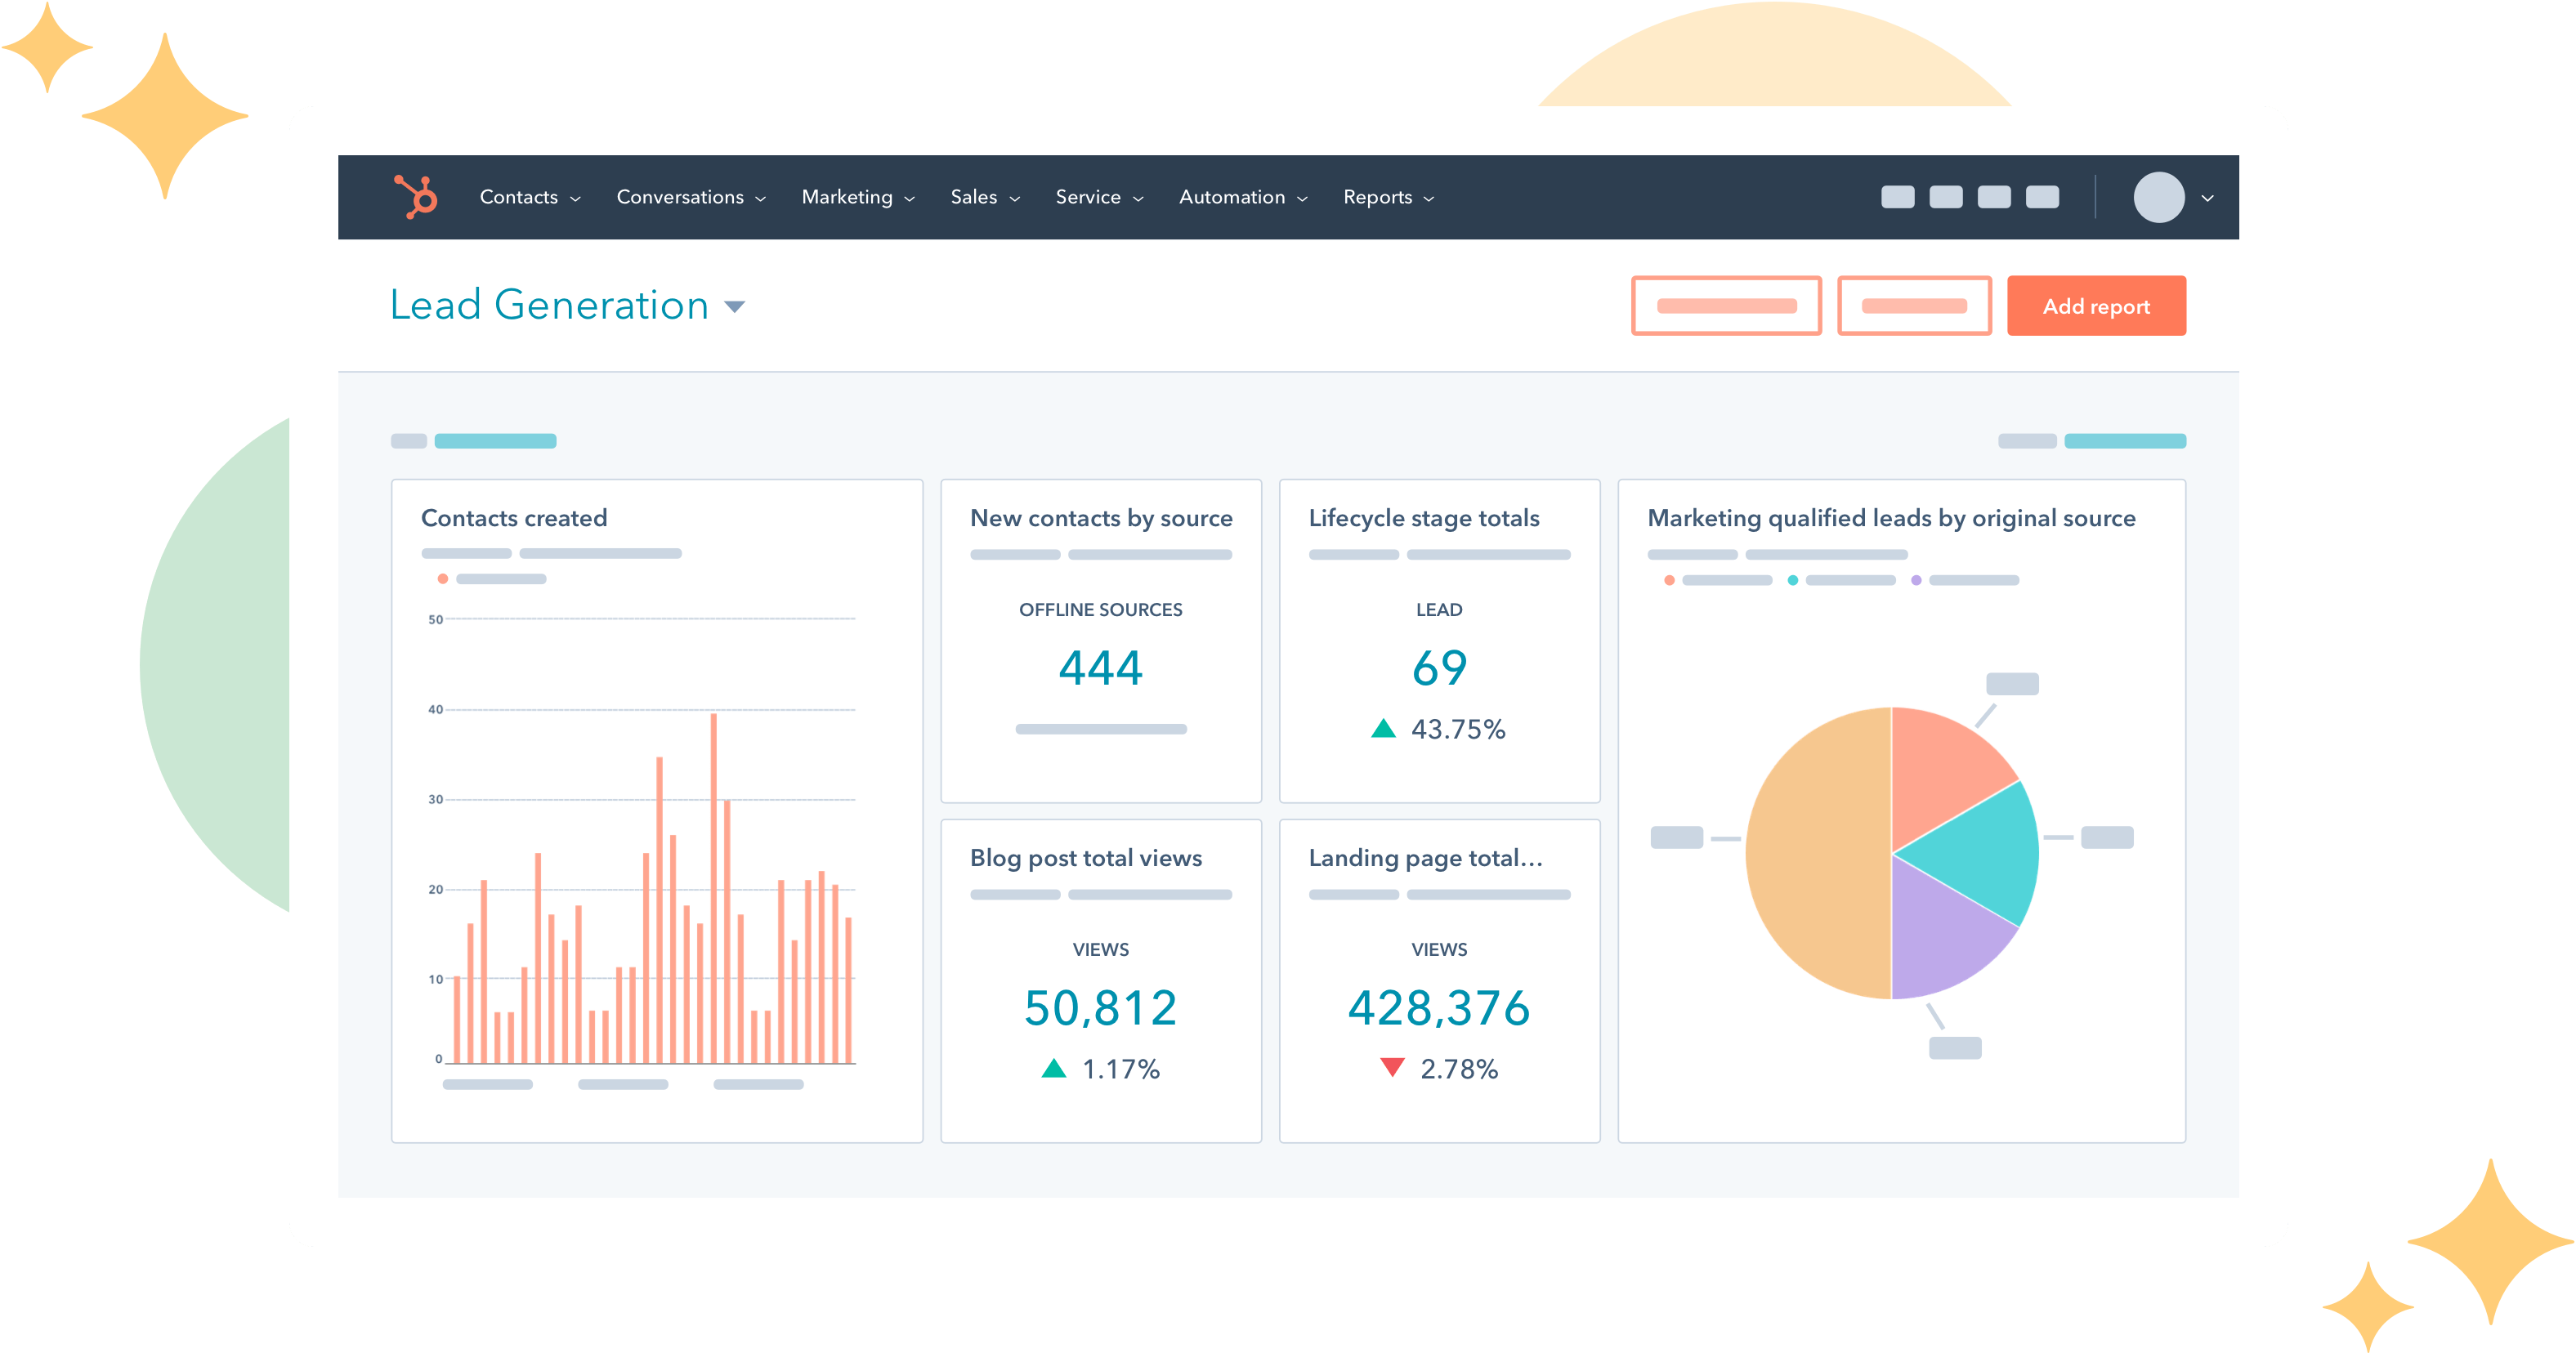 Contacts Conversations Marketing Sales Service Automation Reports
Lead Generation
Add report
Contacts created
50
40
30
20
10
0
New contacts by source
OFFLINE SOURCES
444
Lifecycle stage totals
LEAD
69
43.75%
Blog post total views
VIEWS
50,812
1.17%
Landing page total...
VIEWS
428,376
2.78%
Marketing qualified leads by original source